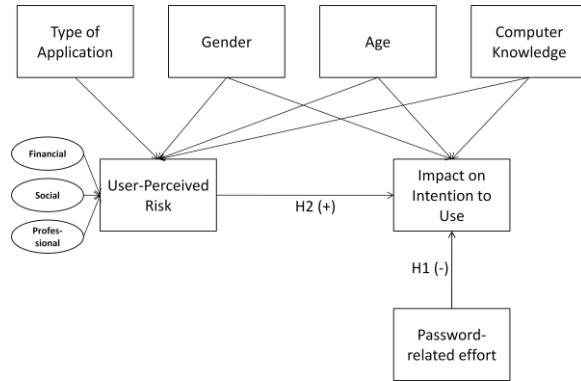 Type of
Application
Gender
Age
Computer
Knowledge
Financial
Social
Profes-
sional
User-Perceived
Risk
H2 (+)
Impact on
Intention to
Use
H1 (-)
Password-
related effort